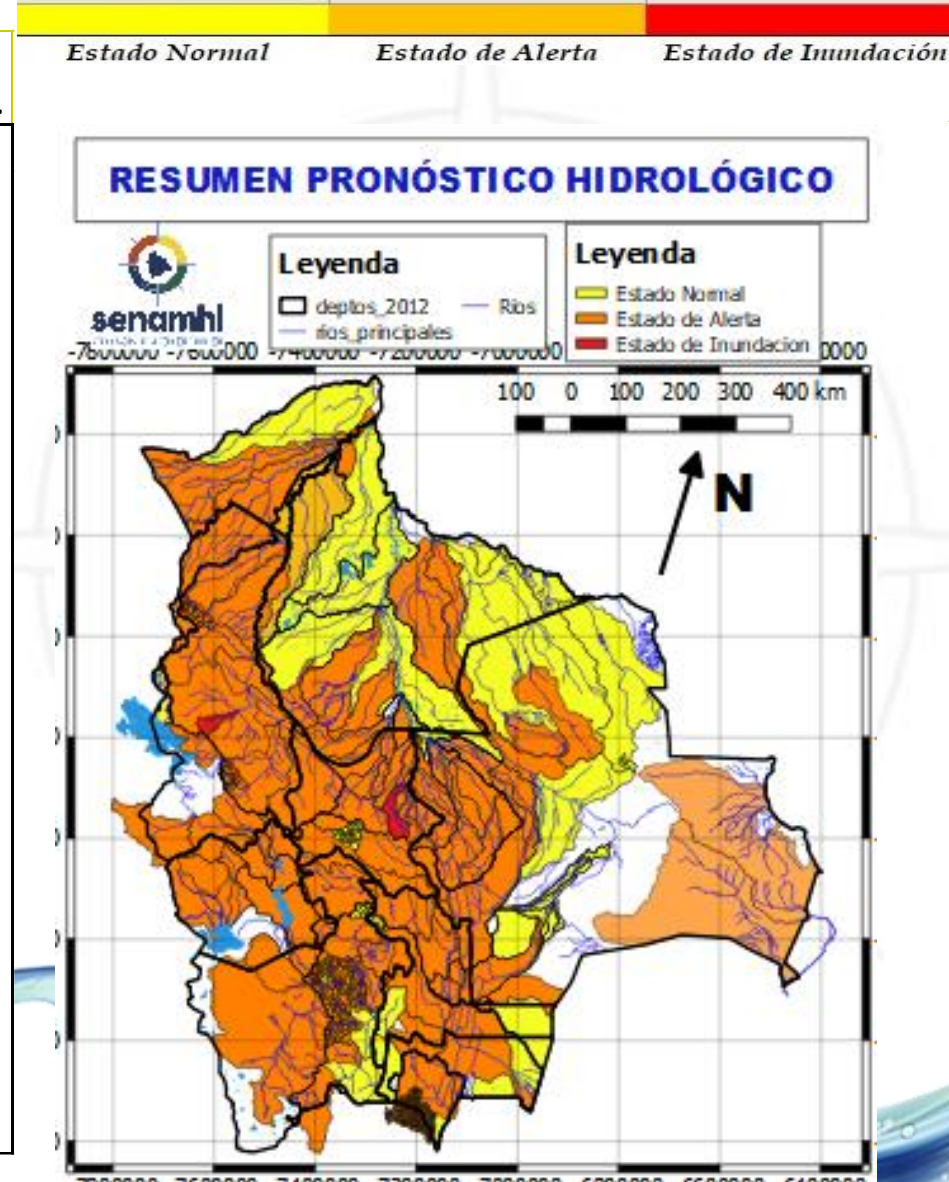 Estado Normal Estado de Alerta Estado de Inundación
RESUMEN PRONÓSTICO HIDROLÓGICO
senamhi
Leyenda
deptos_2012 Rios
rios_principales
Leyenda
Estado Normal
Estado de Alerta
Estado de Inundacion
100 0 100 200 300 400 km
N